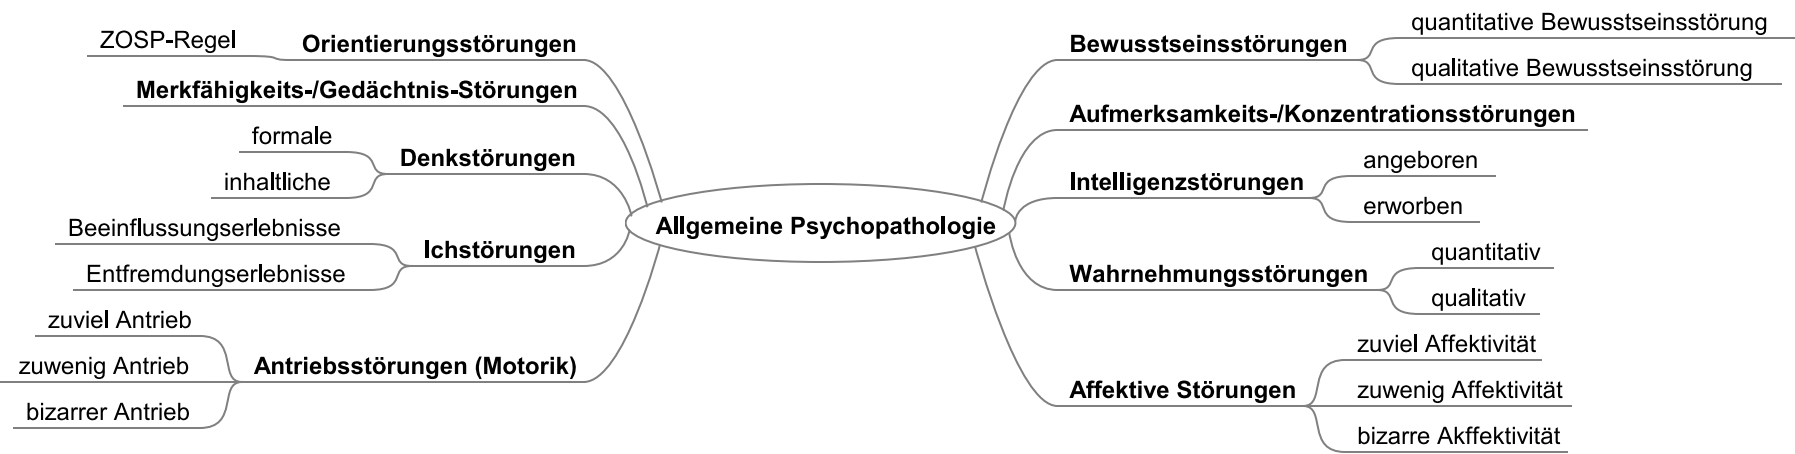 Allgemeine Psychopathologie
Orientierungsstörungen
ZOSP-Regel
Merkfähigkeits-/Gedächtnis-Störungen
Denkstörungen
formale
inhaltliche
Ichstörungen
Beeinflussungserlebnisse
Entfremdungserlebnisse
Antriebsstörungen (Motorik)
zuviel Antrieb
zuwenig Antrieb
bizarrer Antrieb
Bewusstseinsstörungen
quantitative Bewusstseinsstörung
qualitative Bewusstseinsstörung
Aufmerksamkeits-/Konzentrationsstörungen
Intelligenzstörungen
angeboren
erworben
Wahrnehmungsstörungen
quantitativ
qualitativ
Affektive Störungen
zuviel Affektivität
zuwenig Affektivität
bizarre Akffektivität